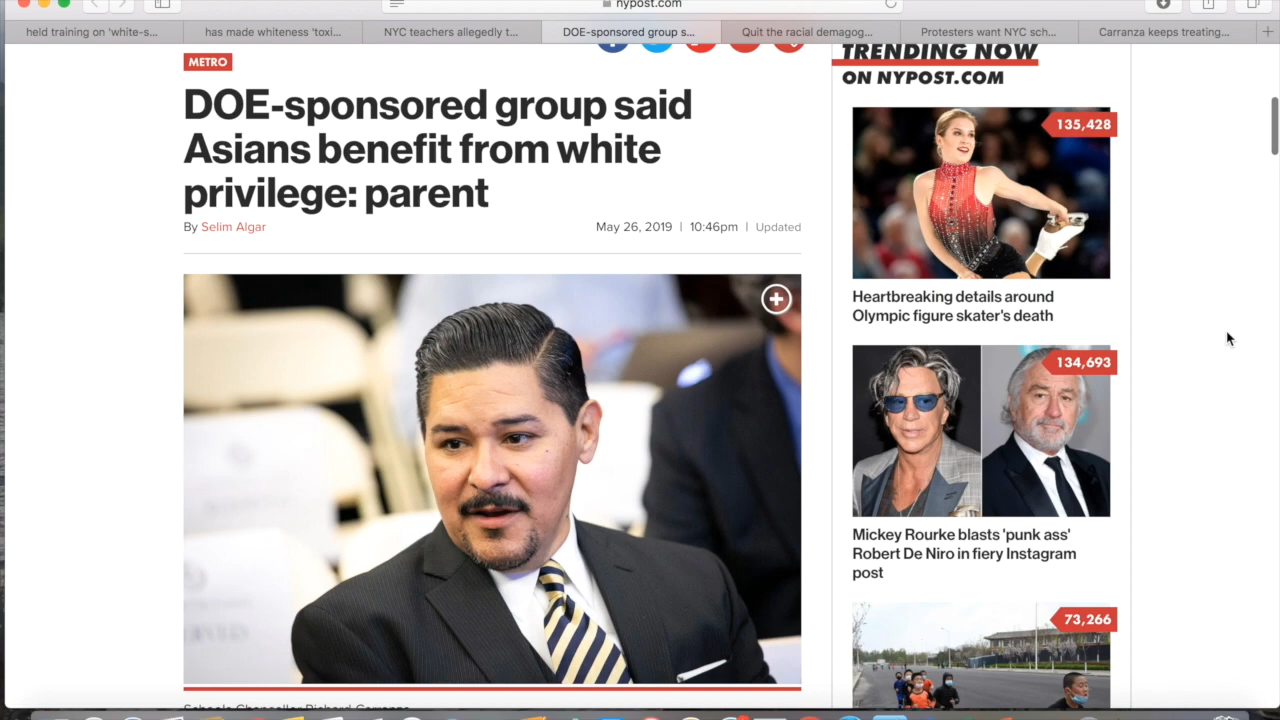 nypost.com
held training on 'white-s...
has made whiteness 'toxi...
NYC teachers allegedly t...
DOE-sponsored group s...
Quit the racial demagog...
Protesters want NYC sch...
Carranza keeps treating...
METRO
DOE-sponsored group said
Asians benefit from white
privilege: parent
By Selim Algar
May 26, 2019 | 10:46pm | Updated
Schools Chancellor Richard Carranza
TRENDING NOW
ON NYPOST.COM
135,428
Heartbreaking details around
Olympic figure skater's death
134,693
Mickey Rourke blasts 'punk ass'
Robert De Niro in fiery Instagram
post
73,266